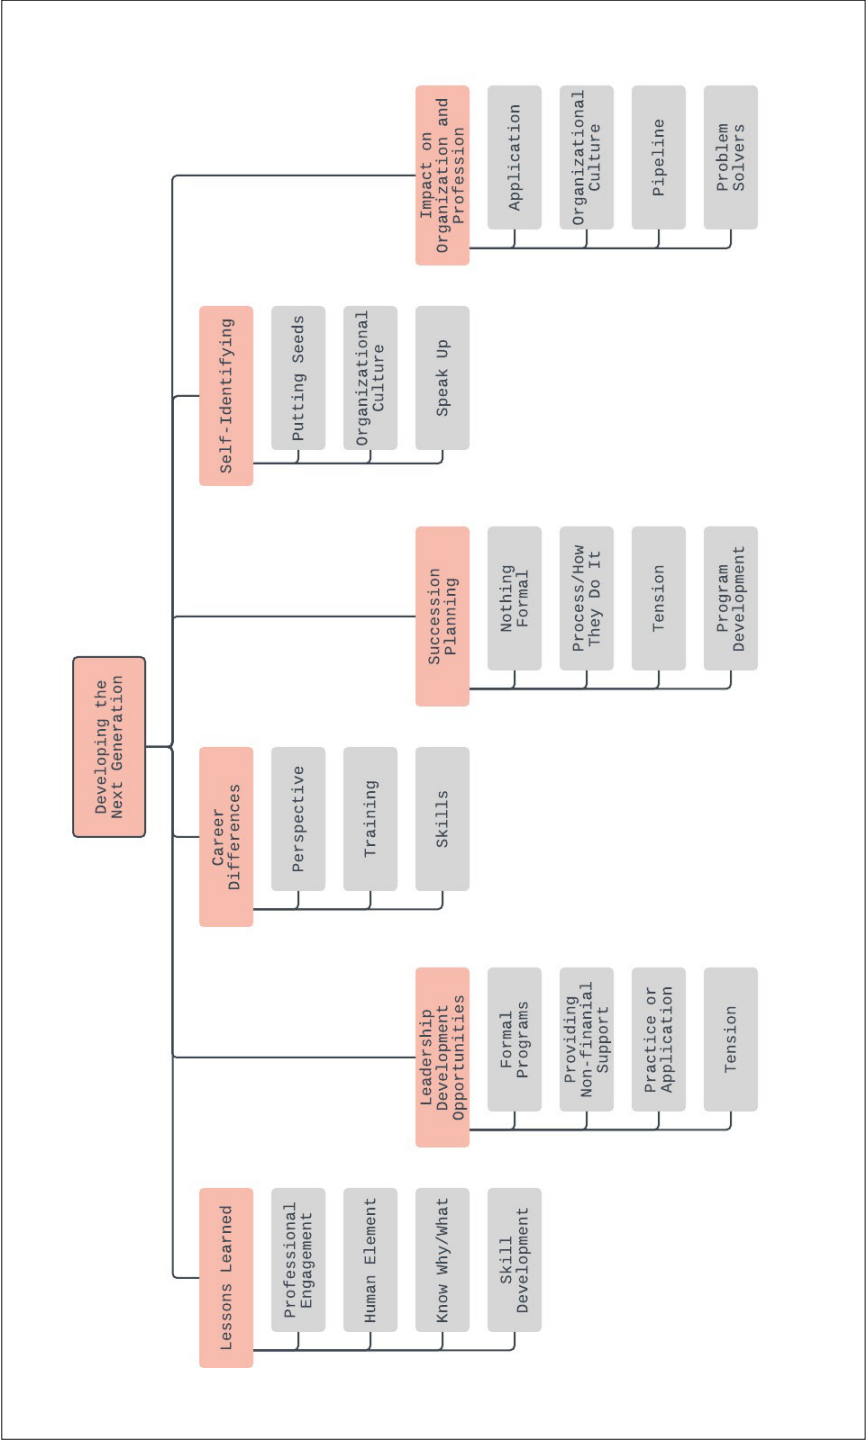 Developing the
Next Generation
Lessons Learned
Professional
Engagement
Human Element
Know Why/What
Skill
Development
Leadership
Development
Opportunities
Formal
Programs
Providing
Non-finanial
Support
Practice or
Application
Tension
Career
Differences
Perspective
Training
Skills
Succession
Planning
Nothing
Formal
Process/How
They Do It
Tension
Program
Development
Self-Identifying
Putting Seeds
Organizational
Culture
Speak Up
Impact on
Organization and
Profession
Application
Organizational
Culture
Pipeline
Problem
Solvers